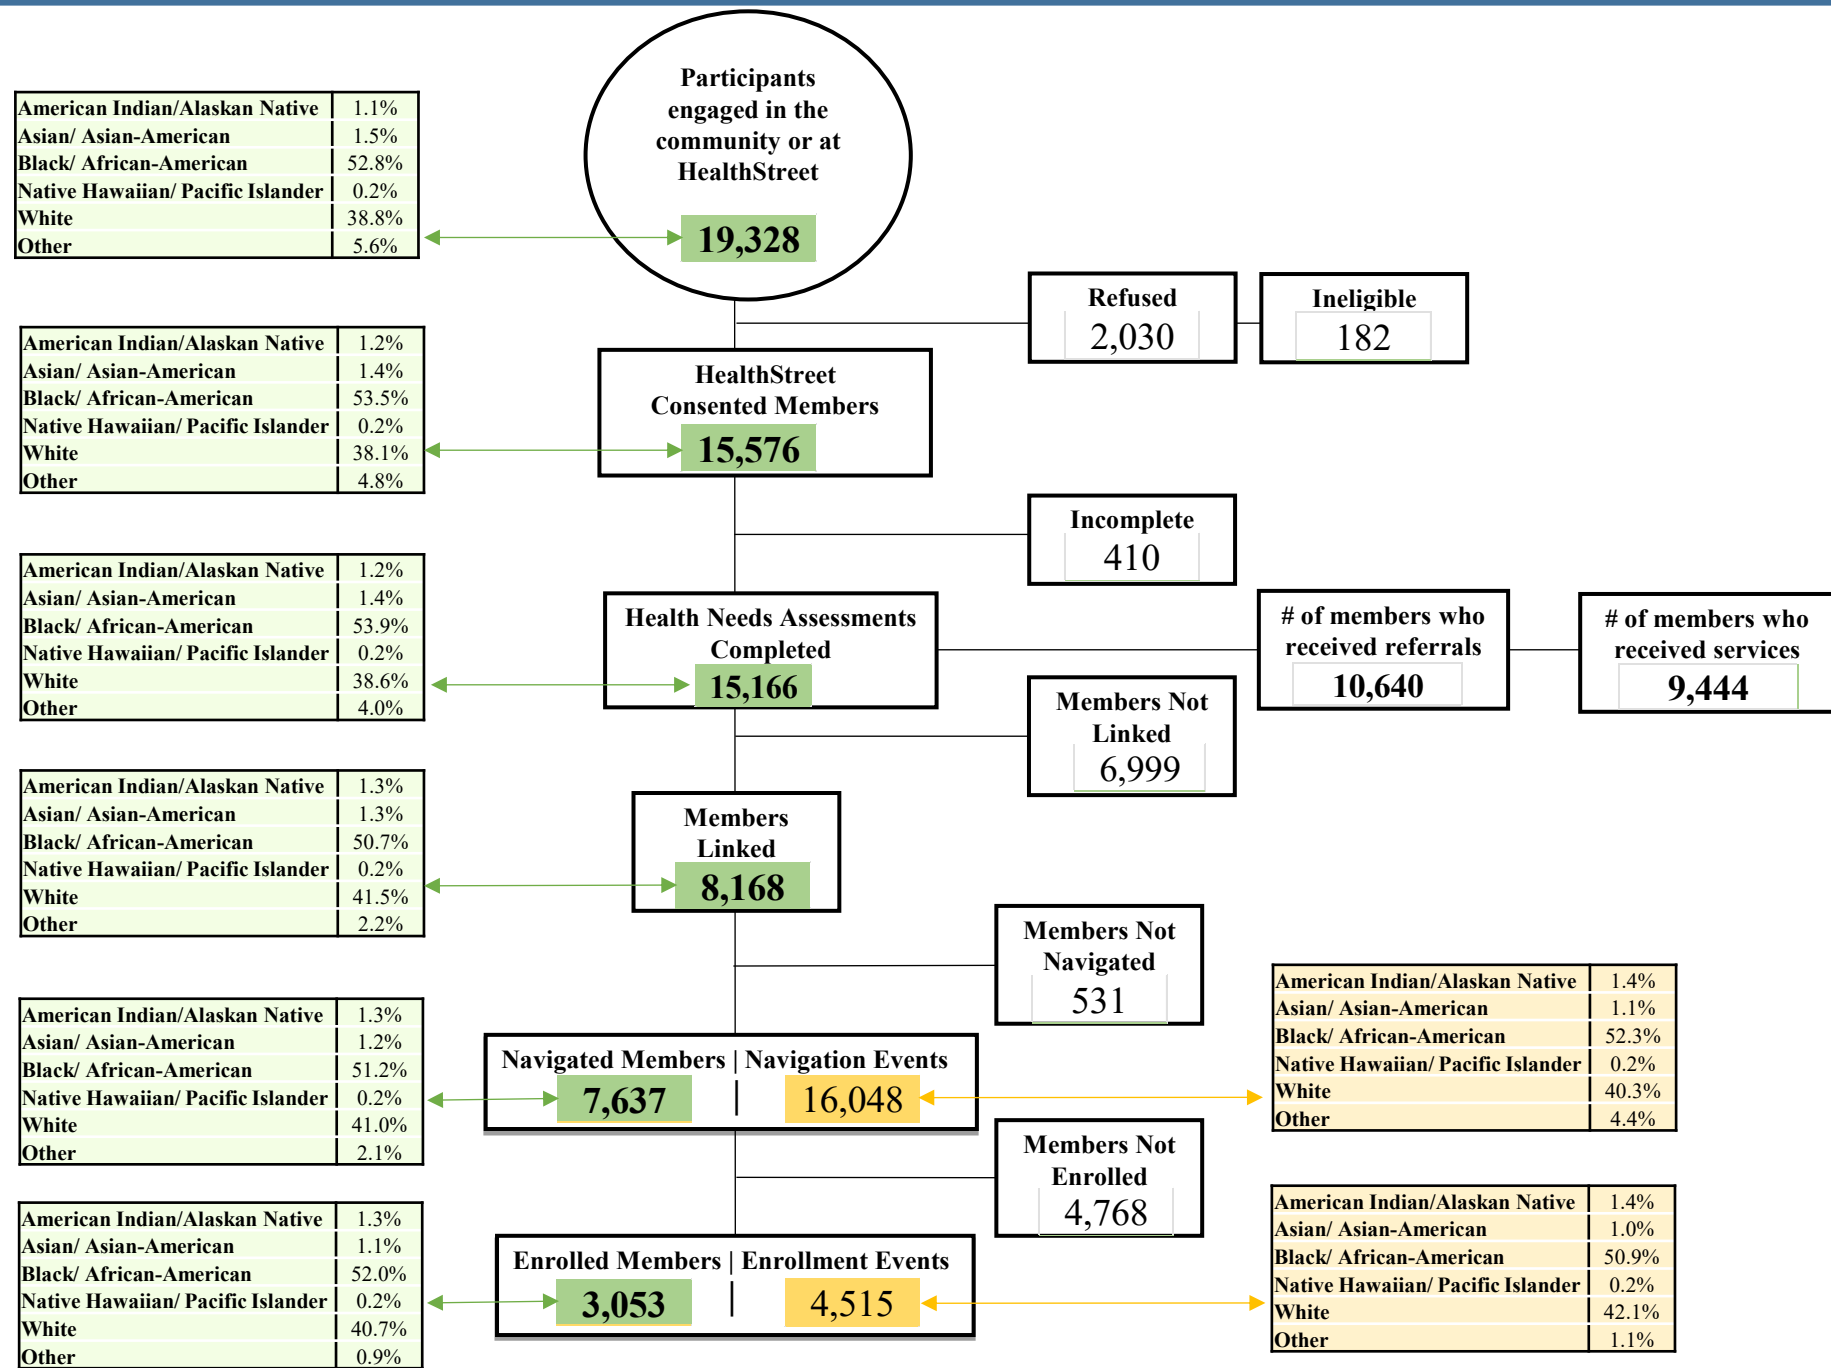 Participants
engaged in the
community or at
HealthStreet
19,328
American Indian/Alaskan Native 1.1%
Asian/ Asian-American 1.5%
Black/ African-American 52.8%
Native Hawaiian/ Pacific Islander 0.2%
White 38.8%
Other 5.6%
Refused
2,030
Ineligible
182
HealthStreet
Consented Members
15,576
American Indian/Alaskan Native 1.2%
Asian/ Asian-American 1.4%
Black/ African-American 53.5%
Native Hawaiian/ Pacific Islander 0.2%
White 38.1%
Other 4.8%
Incomplete
410
Health Needs Assessments
Completed
15,166
American Indian/Alaskan Native 1.2%
Asian/ Asian-American 1.4%
Black/ African-American 53.9%
Native Hawaiian/ Pacific Islander 0.2%
White 38.6%
Other 4.0%
# of members who
received referrals
10,640
# of members who
received services
9,444
Members Not
Linked
6,999
Members
Linked
8,168
American Indian/Alaskan Native 1.3%
Asian/ Asian-American 1.3%
Black/ African-American 50.7%
Native Hawaiian/ Pacific Islander 0.2%
White 41.5%
Other 2.2%
Members Not
Navigated
531
Navigated Members | Navigation Events
7,637 | 16,048
American Indian/Alaskan Native 1.3%
Asian/ Asian-American 1.2%
Black/ African-American 51.2%
Native Hawaiian/ Pacific Islander 0.2%
White 41.0%
Other 2.1%
American Indian/Alaskan Native 1.4%
Asian/ Asian-American 1.1%
Black/ African-American 52.3%
Native Hawaiian/ Pacific Islander 0.2%
White 40.3%
Other 4.4%
Members Not
Enrolled
4,768
Enrolled Members | Enrollment Events
3,053 | 4,515
American Indian/Alaskan Native 1.3%
Asian/ Asian-American 1.1%
Black/ African-American 52.0%
Native Hawaiian/ Pacific Islander 0.2%
White 40.7%
Other 0.9%
American Indian/Alaskan Native 1.4%
Asian/ Asian-American 1.0%
Black/ African-American 50.9%
Native Hawaiian/ Pacific Islander 0.2%
White 42.1%
Other 1.1%